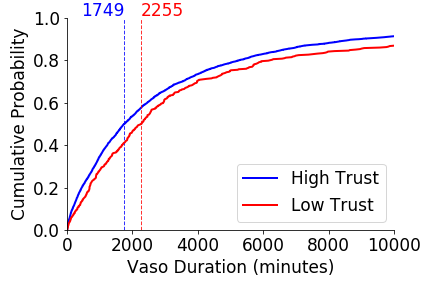 1749 2255
1.0
0.8
0.6
0.4
0.2
0.0
Cumulative Probability
High Trust
Low Trust
0 2000 4000 6000 8000 10000
Vaso Duration (minutes)